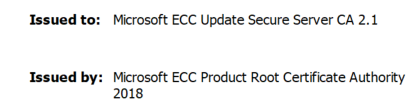 Issued to: Microsoft ECC Update Secure Server CA 2.1
Issued by: Microsoft ECC Product Root Certificate Authority
2018